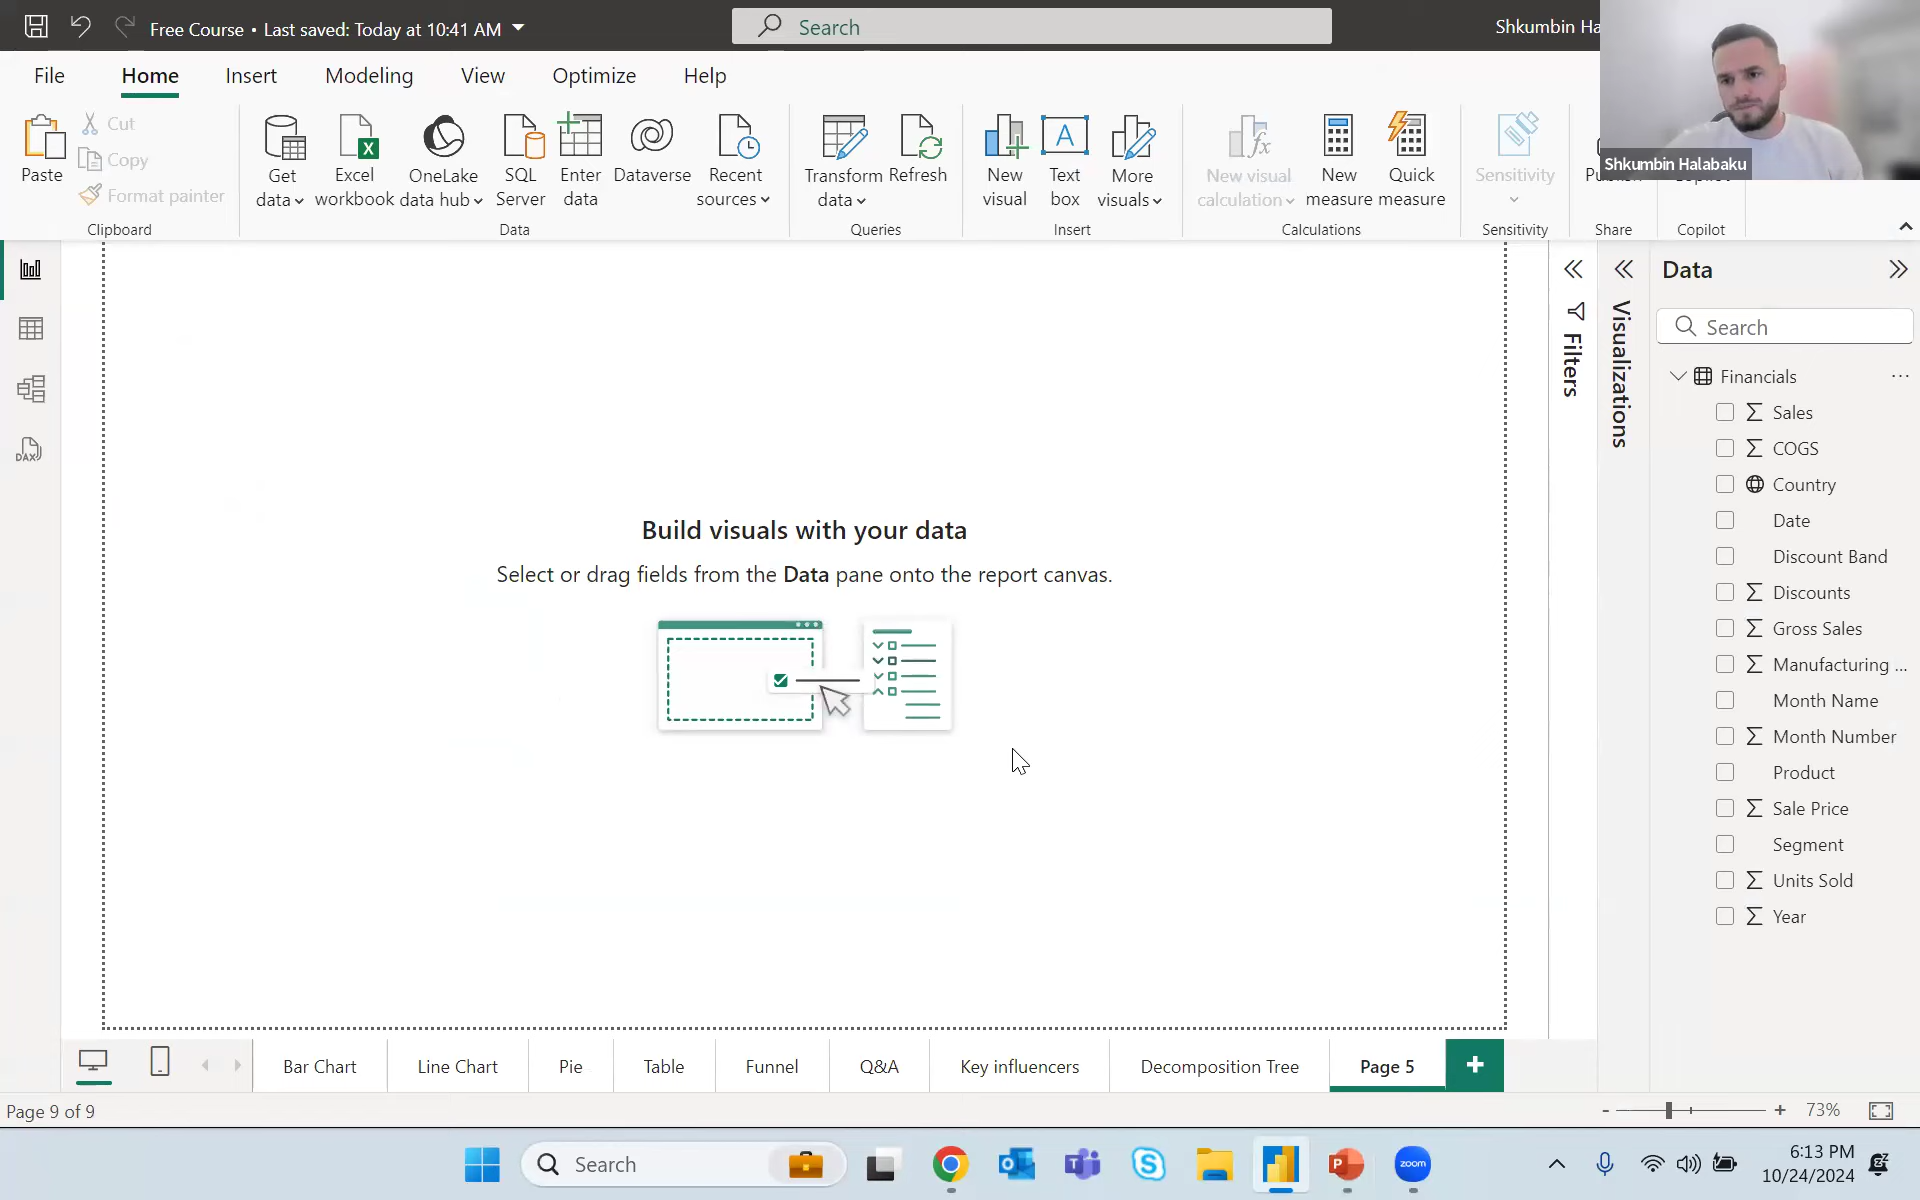 Free Course • Last saved: Today at 10:41 AM
Search
Shkumbin
File
Home
Insert
Modeling
View
Optimize
Help
Paste
Cut
Copy
Format painter
Clipboard
Get data
Excel workbook
OneLake data hub
SQL Server
Enter data
Dataverse
Recent sources
Data
Transform data
Refresh
Queries
New visual
Text box
More visuals
Insert
New visual calculation
New measure
Quick measure
Calculations
Sensitivity
Sensitivity
Share
Copilot
Shkumbin Halabaku
DAX
Build visuals with your data
Select or drag fields from the Data pane onto the report canvas.
Filters
Visualizations
Data
Search
Financials
Sales
COGS
Country
Date
Discount Band
Discounts
Gross Sales
Manufacturing ...
Month Name
Month Number
Product
Sale Price
Segment
Units Sold
Year
Bar Chart
Line Chart
Pie
Table
Funnel
Q&A
Key influencers
Decomposition Tree
Page 5
Page 9 of 9
73%
Search
zoom
6:13 PM
10/24/2024